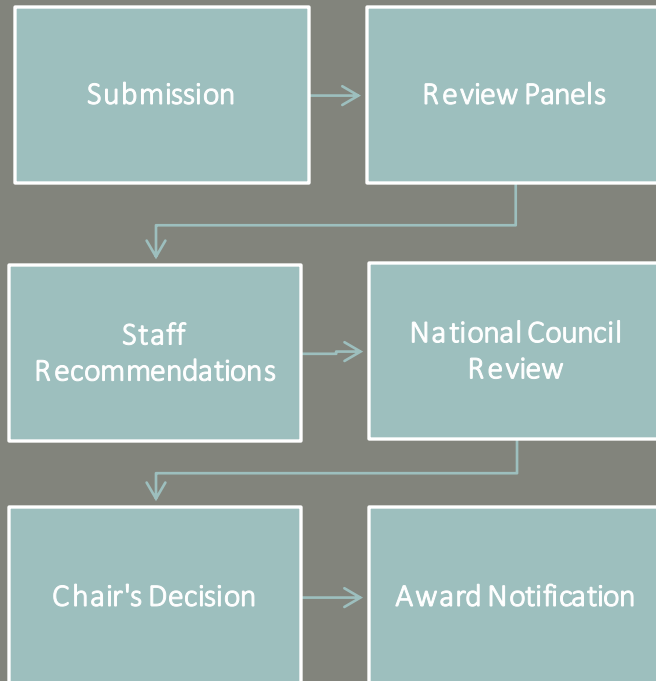 Submission
Review Panels
Staff
Recommendations
National Council
Review
Chair's Decision
Award Notification